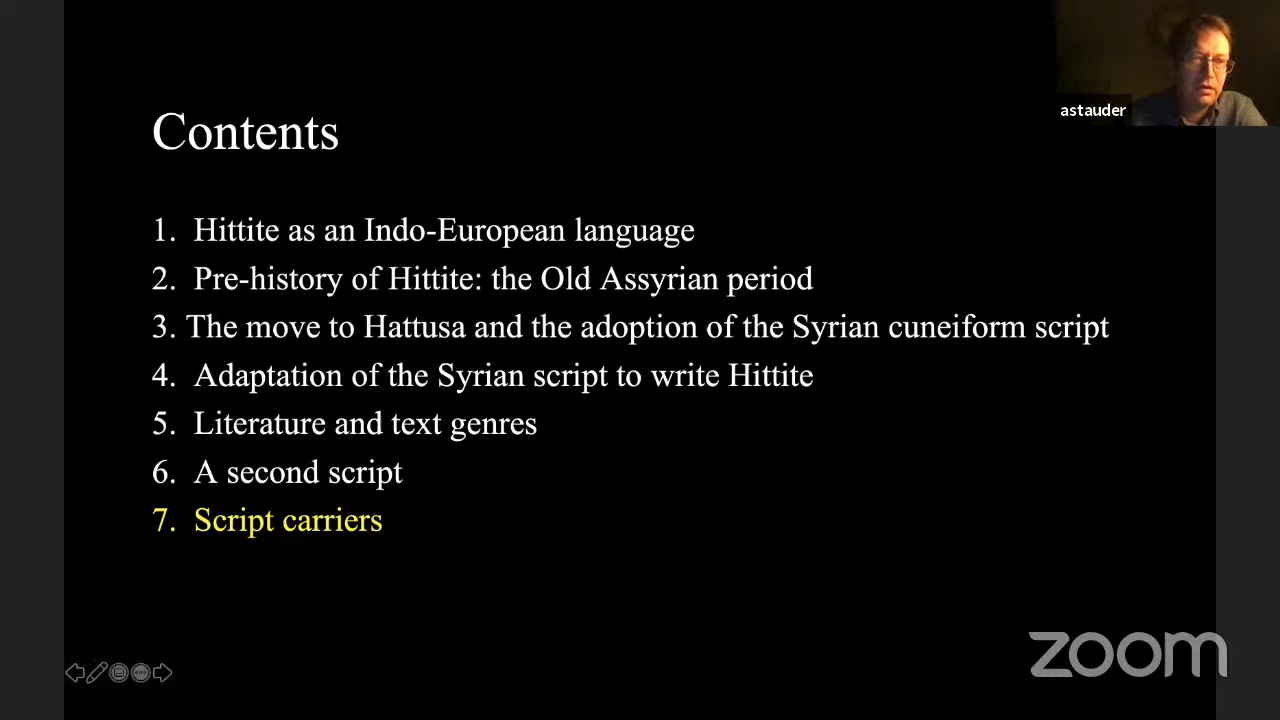 astauder
Contents
1. Hittite as an Indo-European language
2. Pre-history of Hittite: the Old Assyrian period
3. The move to Hattusa and the adoption of the Syrian cuneiform script
4. Adaptation of the Syrian script to write Hittite
5. Literature and text genres
6. A second script
7. Script carriers
zoom